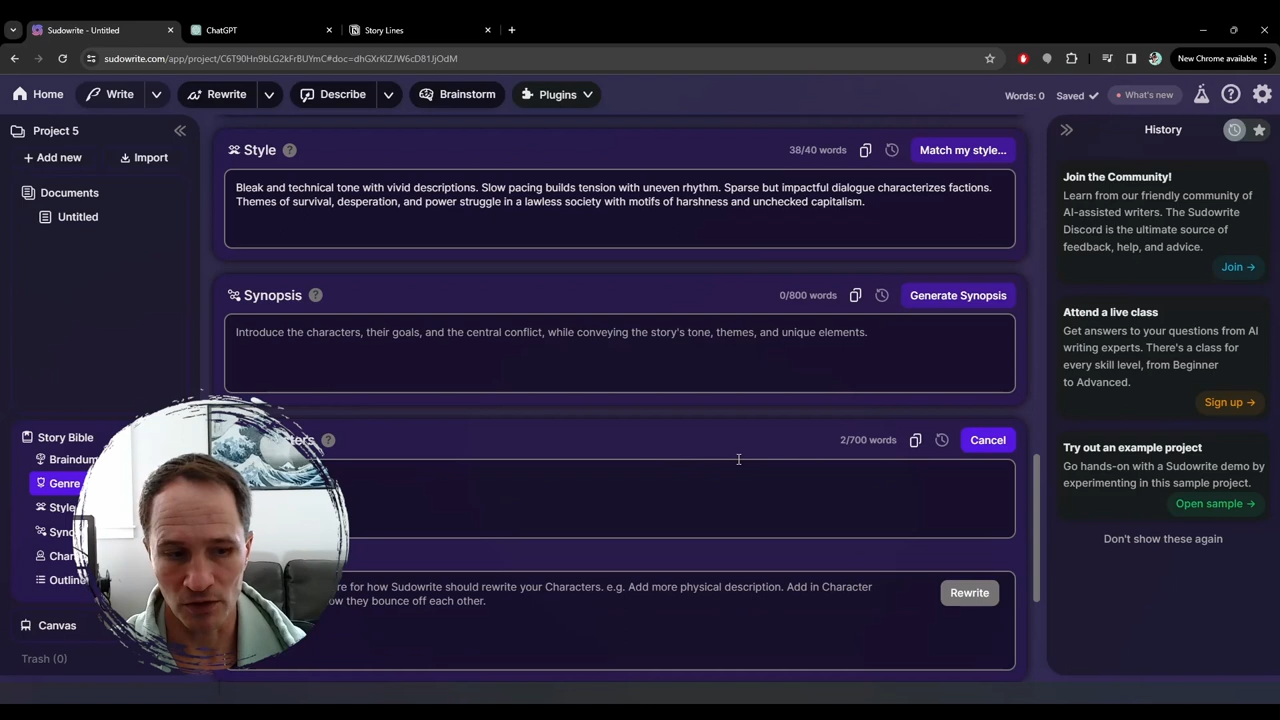 Sudowrite - Untitled
ChatGPT
Story Lines
sudowrite.com/app/project/C6T90Hn9bLG2kFrBUYmC#doc=dhGXrKIZJW6cD81JjOdM
New Chrome available
Home
Write
Rewrite
Describe
Brainstorm
Plugins
Words: 0
Saved
What's new
Project 5
+ Add new
Import
Documents
Untitled
Story Bible
Genre
Style
Outline
Canvas
Trash (0)
Style
38/40 words
Match my style...
Bleak and technical tone with vivid descriptions. Slow pacing builds tension with uneven rhythm. Sparse but impactful dialogue characterizes factions.
Themes of survival, desperation, and power struggle in a lawless society with motifs of harshness and unchecked capitalism.
Synopsis
0/800 words
Generate Synopsis
Introduce the characters, their goals, and the central conflict, while conveying the story's tone, themes, and unique elements.
2/700 words
Cancel
for how Sudowrite should rewrite your Characters. e.g. Add more physical description. Add in Character
they bounce off each other.
Rewrite
History
Join the Community!
Learn from our friendly community of
AI-assisted writers. The Sudowrite
Discord is the ultimate source of
feedback, help, and advice.
Join →
Attend a live class
Get answers to your questions from AI
writing experts. There's a class for
every skill level, from Beginner
to Advanced.
Sign up →
Try out an example project
Go hands-on with a Sudowrite demo by
experimenting in this sample project.
Open sample →
Don't show these again